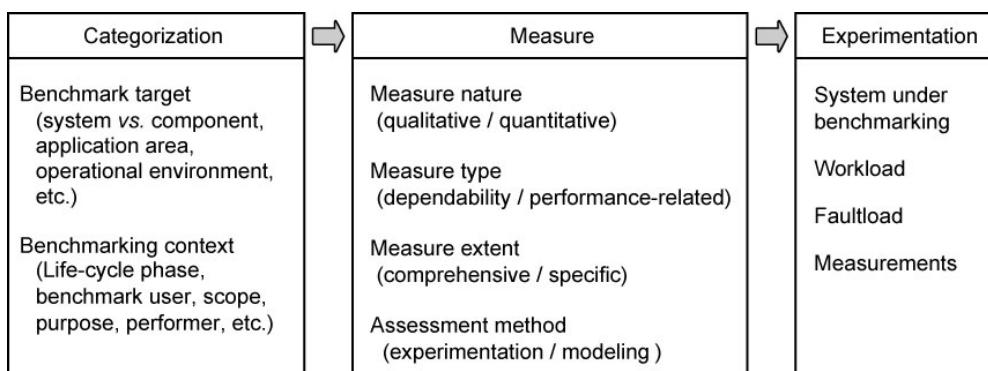 Categorization
Benchmark target
(system vs. component,
application area,
operational environment,
etc.)
Benchmarking context
(Life-cycle phase,
benchmark user, scope,
purpose, performer, etc.)
Measure
Measure nature
(qualitative / quantitative)
Measure type
(dependability / performance-related)
Measure extent
(comprehensive / specific)
Assessment method
(experimentation / modeling )
Experimentation
System under
benchmarking
Workload
Faultload
Measurements